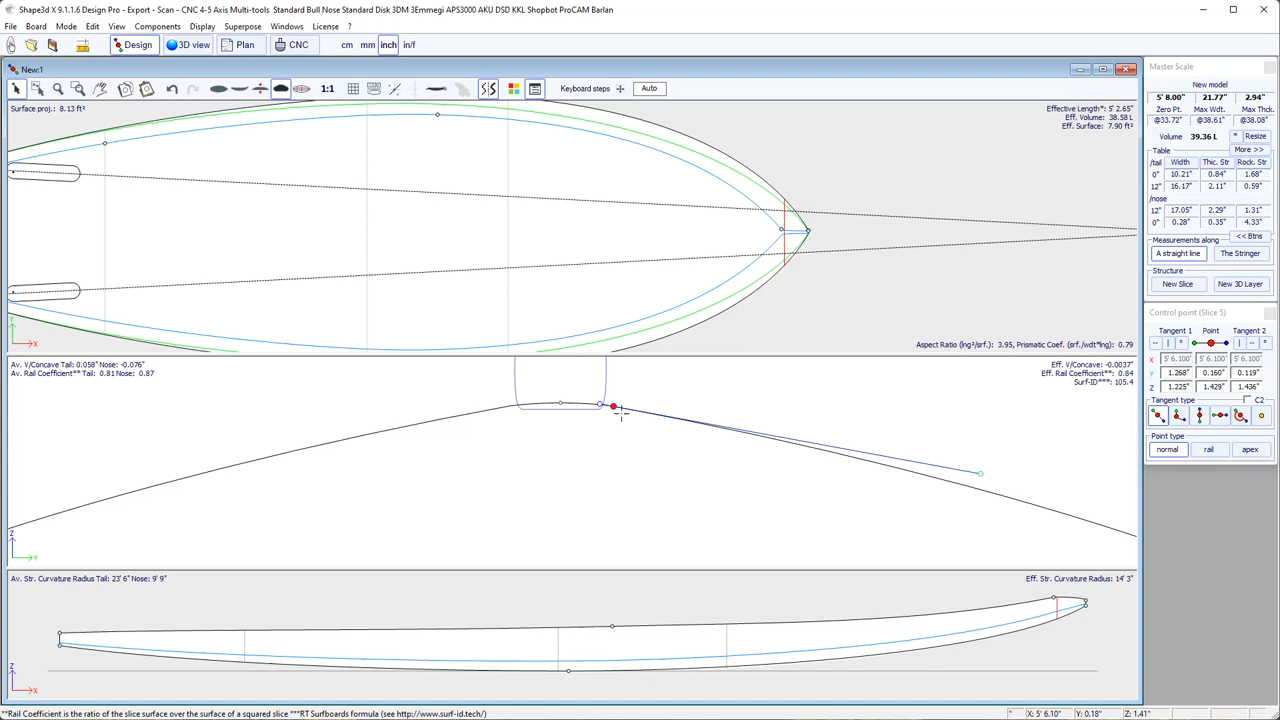 Shape3d X 9.1.1.6 Design Pro - Export - Scan - CNC 4-5 Axis Multi-tools Standard Bull Nose Standard Disk 3DM 3Emmegi APS3000 AKU DSD KKL Shopbot ProCAM Barlan
File Board Edit View Components Display Superpose Windows License ?
Design 3D view Plan CNC cm mm inch in/f
New:1
1:1 Keyboard steps Auto
Surface proj.: 8.13 ft²
Effective Length*: 5' 2.65"
Eff. Volume: 38.58 L
Eff. Surface: 7.90 ft²
Y
X
Aspect Ratio (lng²/srf.): 3.95, Prismatic Coef. (srf./wdt*lng): 0.79
Av. V/Concave Tail: 0.058" Nose: -0.076"
Av. Rail Coefficient** Tail: 0.81 Nose: 0.87
Eff. V/Concave: -0.0037"
Eff. Rail Coefficient**: 0.84
Surf-ID***: 105.4
Z
Y
Av. Str. Curvature Radius Tail: 23' 6" Nose: 9' 9"
Eff. Str. Curvature Radius: 14' 3"
Z
X
**Rail Coefficient is the ratio of the slice surface over the surface of a squared slice ***RT Surfboards formula (see http://www.surf-id.tech/)
" X: 5' 6.10" Y: 0.18" Z: 1.41"
Master Scale
New model
5' 8.00" 21.77" 2.94"
Zero Pt. Max Wdt. Max Thck.
@33.72" @38.61" @38.08"
Volume 39.36 L * Resize
Table More >>
/tail Width Thic. Str Rock. Str
0" 10.21" 0.84" 1.68"
12" 16.17" 2.11" 0.59"
/nose
12" 17.05" 2.29" 1.31"
0" 0.28" 0.35" 4.33"
<< Btns
Measurements along
A straight line The Stringer
Structure
New Slice New 3D Layer
Control point (Slice 5)
Tangent 1 Point Tangent 2
-- | ° | -- °
X 5' 6.100" 5' 6.100" 5' 6.100"
Y 1.268" 0.160" 0.119"
Z 1.225" 1.429" 1.436"
Tangent type C2
Point type
normal rail apex